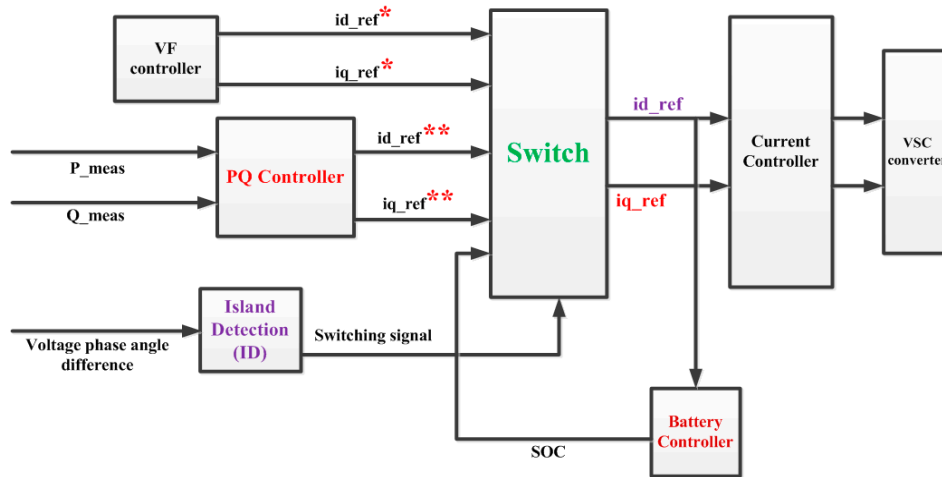 VF
controller
id_ref*
iq_ref*
P_meas
Q_meas
PQ Controller
id_ref**
iq_ref**
Switch
id_ref
iq_ref
Current
Controller
VSC
converter
Voltage phase angle
difference
Island
Detection
(ID)
Switching signal
SOC
Battery
Controller